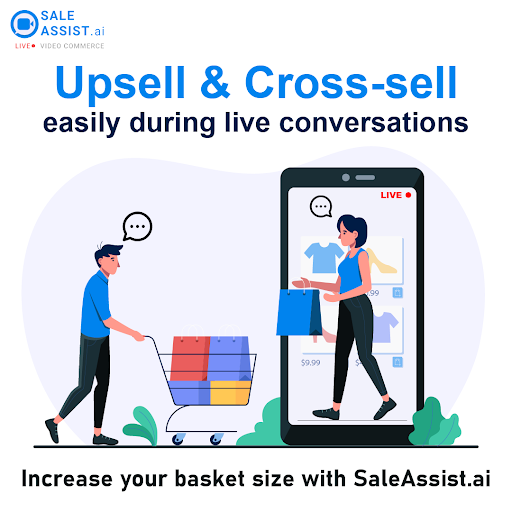 SALE
ASSIST.ai
LIVE VIDEO COMMERCE
Upsell & Cross-sell
easily during live conversations
LIVE
.99
$9.99
Increase your basket size with SaleAssist.ai